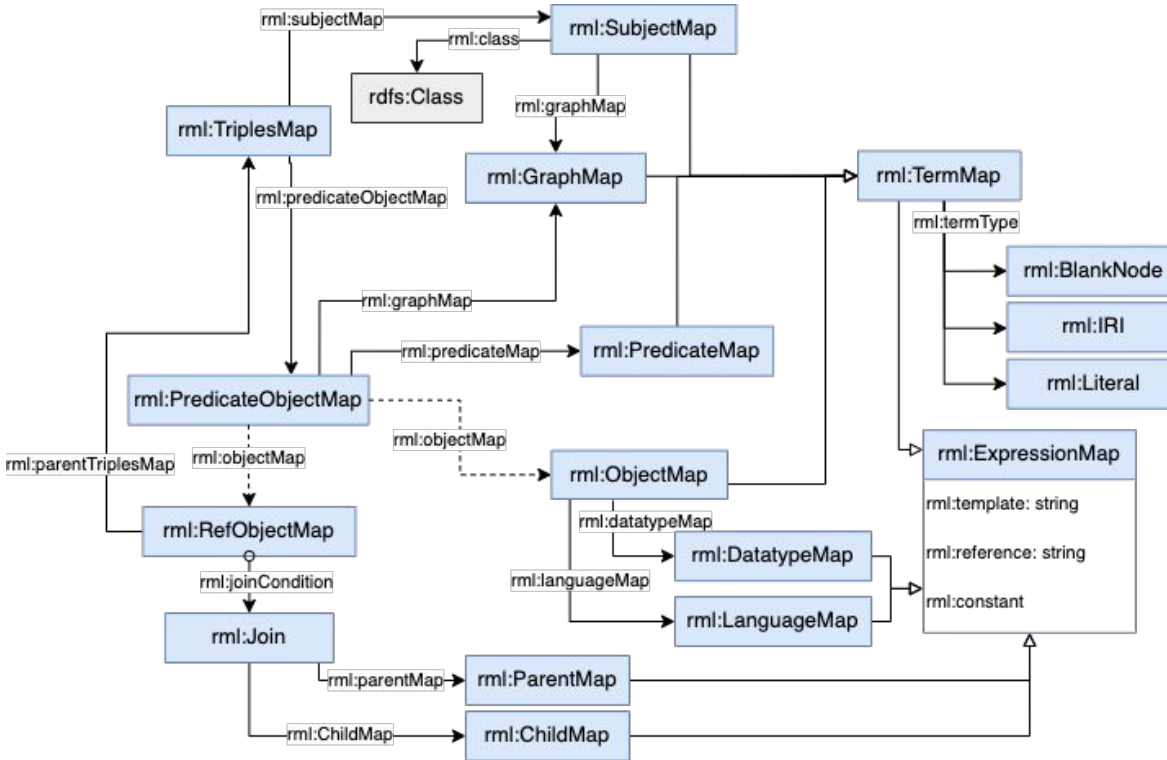 rml:subjectMap
rml:SubjectMap
rml:class
rdfs:Class
rml:graphMap
rml:TriplesMap
rml:GraphMap
rml:TermMap
rml:predicateObjectMap
rml:termType
rml:BlankNode
rml:graphMap
rml:IRI
rml:predicateMap
rml:PredicateMap
rml:Literal
rml:PredicateObjectMap
rml:objectMap
rml:objectMap
rml:parentTriplesMap
rml:ExpressionMap
rml:ObjectMap
rml:template: string
rml:datatypeMap
rml:RefObjectMap
rml:DatatypeMap
rml:reference: string
rml:joinCondition
rml:languageMap
rml:constant
rml:LanguageMap
rml:Join
rml:parentMap
rml:ParentMap
rml:ChildMap
rml:ChildMap